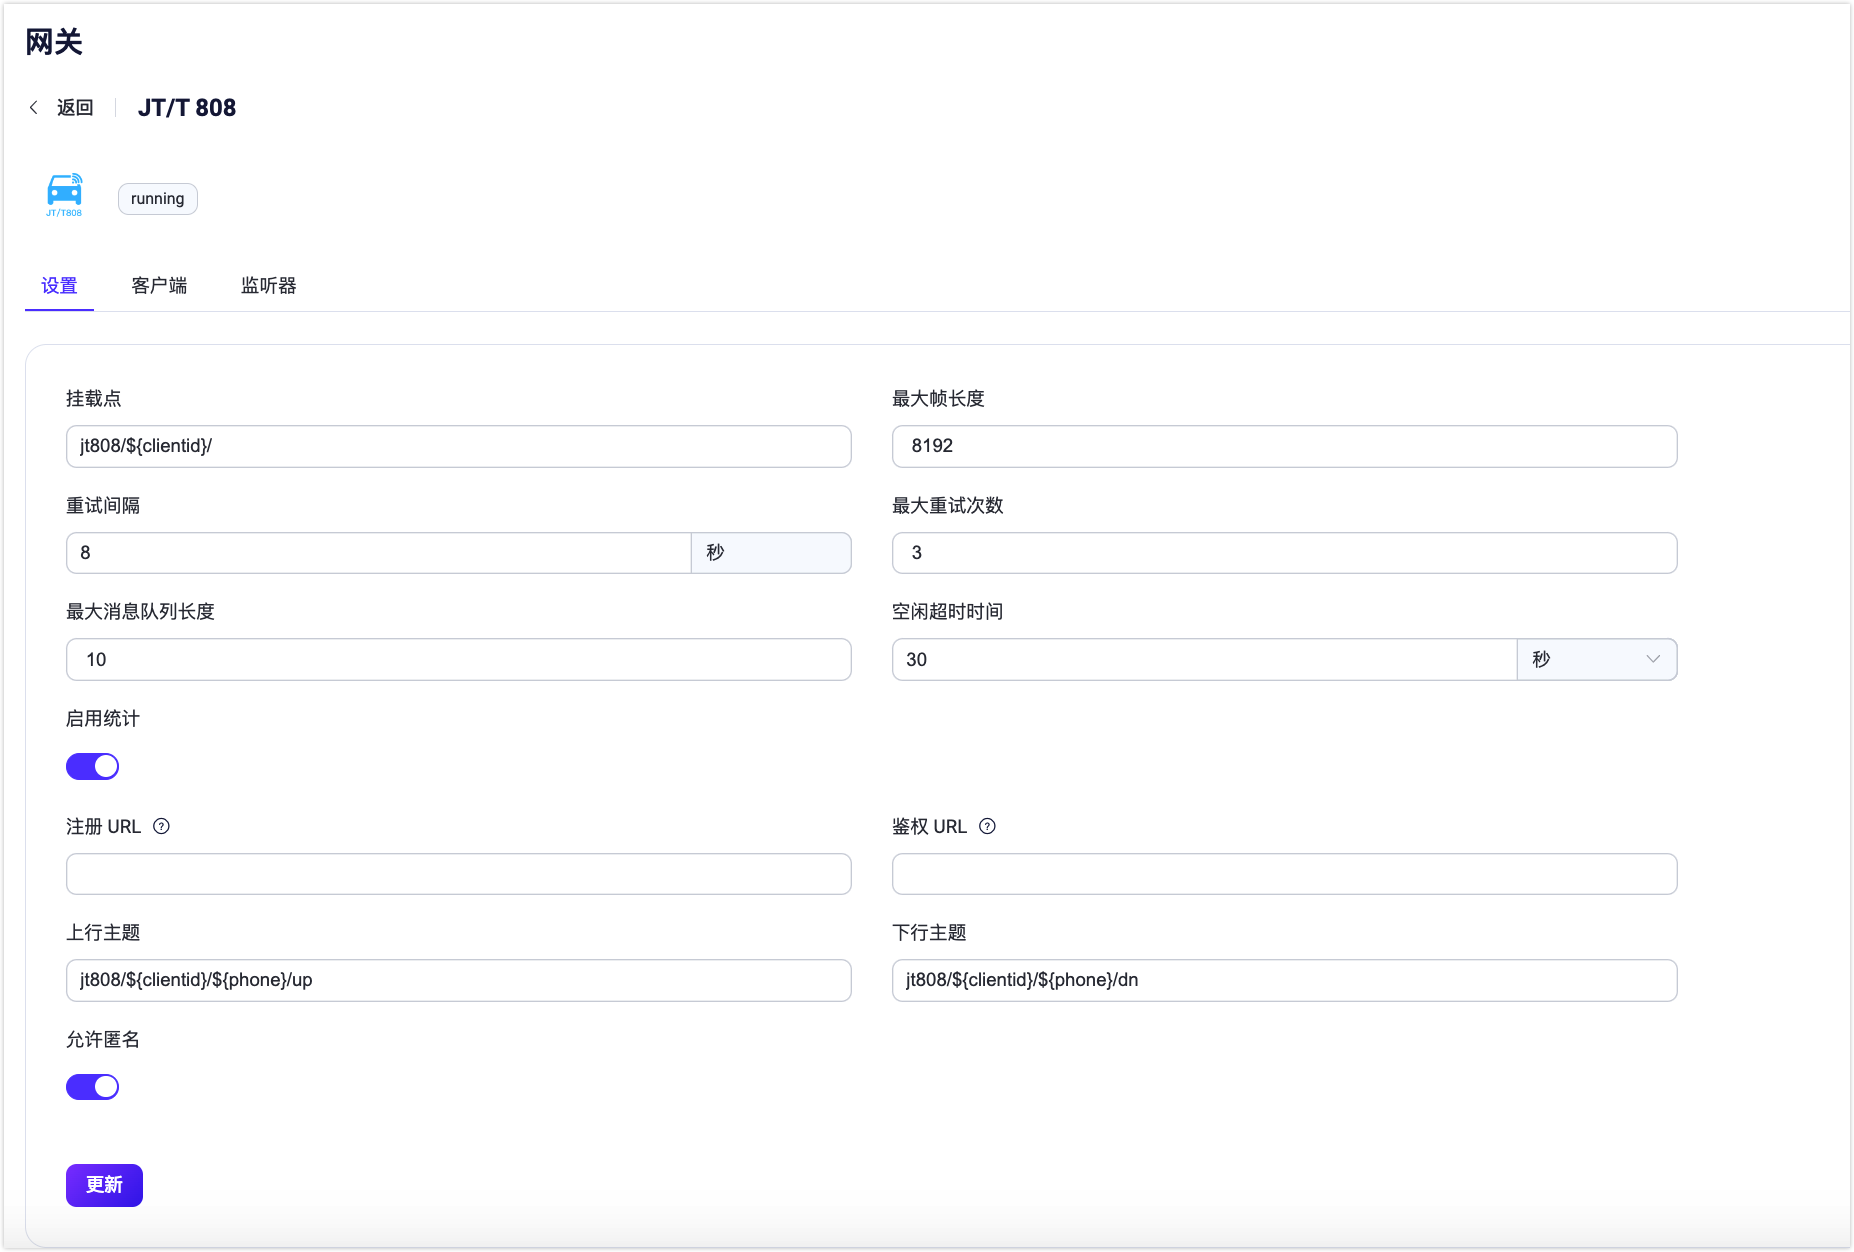 网关
返回 JT/T 808
JT/T808
running
设置 客户端 监听器
挂载点 最大帧长度
jt808/${clientid}/ 8192
重试间隔 最大重试次数
8 秒 3
最大消息队列长度 空闲超时时间
10 30 秒
启用统计
注册 URL ? 鉴权 URL ?
上行主题 下行主题
jt808/${clientid}/${phone}/up jt808/${clientid}/${phone}/dn
允许匿名
更新